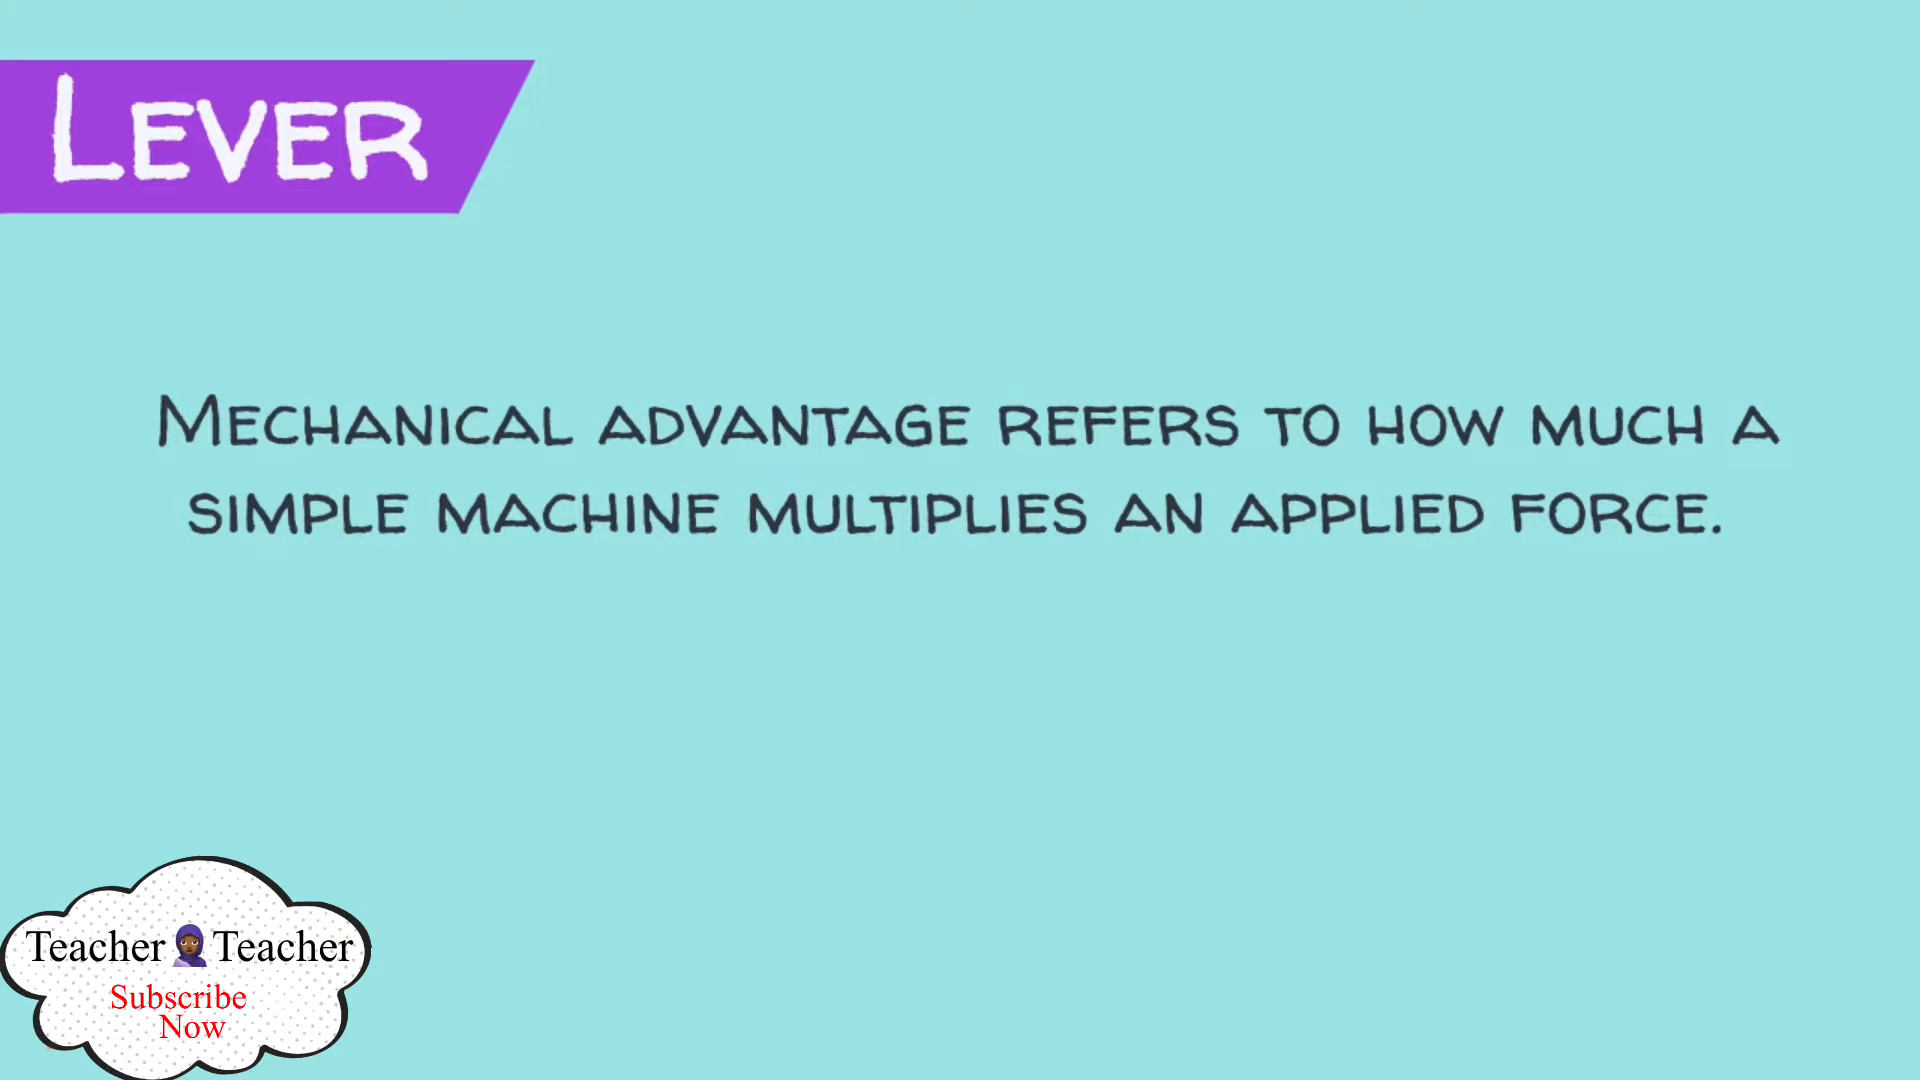 Lever
Mechanical advantage refers to how much a
simple machine multiplies an applied force.
Teacher Teacher
Subscribe
Now